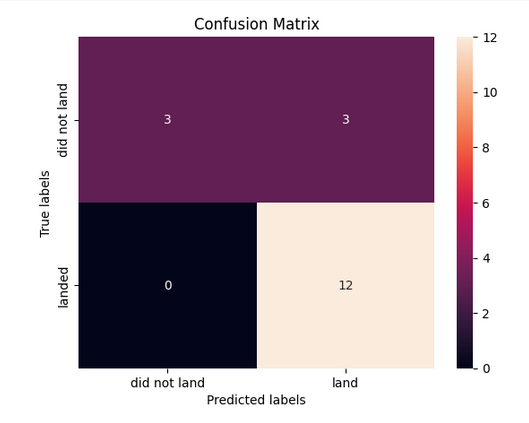 Confusion Matrix
did not land
landed
True labels
3
3
0
12
did not land
land
Predicted labels
12
10
8
6
4
2
0